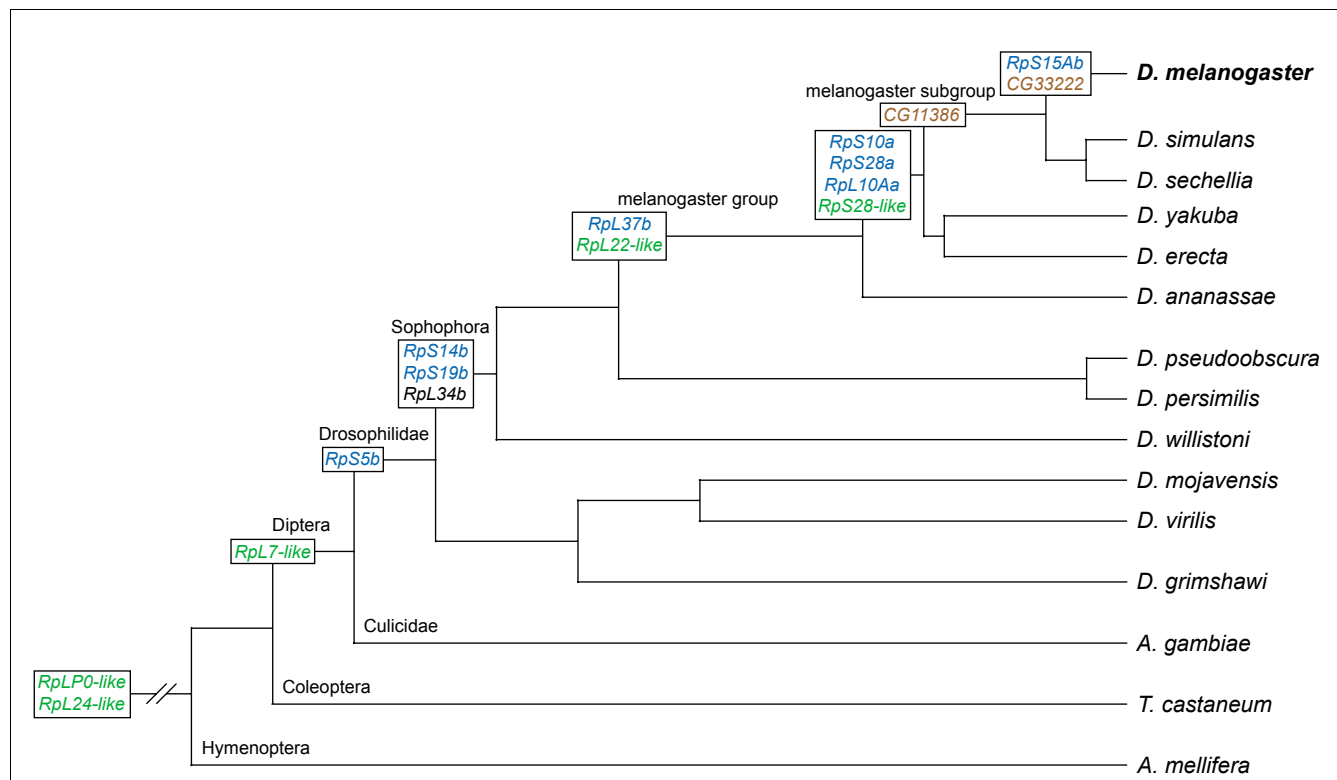 RpS15Ab
CG33222
D. melanogaster
melanogaster subgroup
CG11386
RpS10a
RpS28a
RpL10Aa
RpS28-like
D. simulans
D. sechellia
melanogaster group
RpL37b
RpL22-like
D. yakuba
D. erecta
D. ananassae
Sophophora
RpS14b
RpS19b
RpL34b
D. pseudoobscura
D. persimilis
Drosophilidae
RpS5b
D. willistoni
D. mojavensis
D. virilis
Diptera
RpL7-like
D. grimshawi
Culicidae
A. gambiae
RpLP0-like
RpL24-like
Coleoptera
T. castaneum
Hymenoptera
A. mellifera